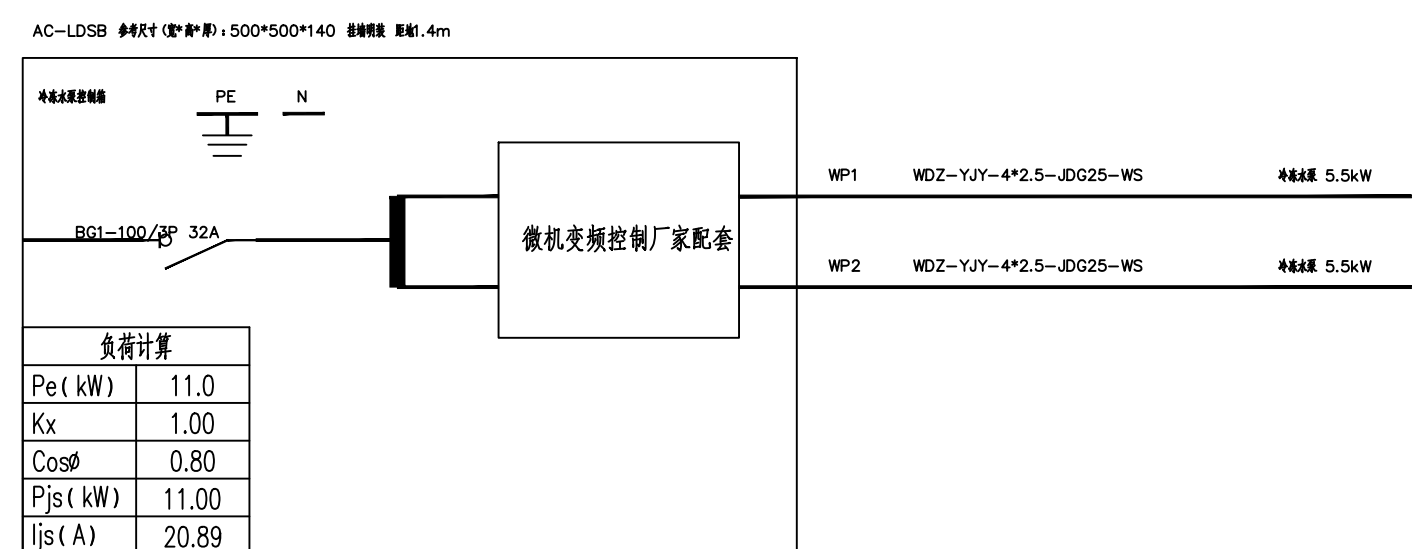 AC-LDSB 参考尺寸(宽*高*厚):500*500*140 挂墙明装 距地1.4m
冷冻水泵控制箱
PE
N
WP1 WDZ-YJY-4*2.5-JDG25-WS 冷冻水泵 5.5kW
BG1-100/3P 32A
微机变频控制厂家配套
WP2 WDZ-YJY-4*2.5-JDG25-WS 冷冻水泵 5.5kW
负荷计算
Pe(kW) 11.0
Kx 1.00
CosØ 0.80
Pjs(kW) 11.00
Ijs(A) 20.89